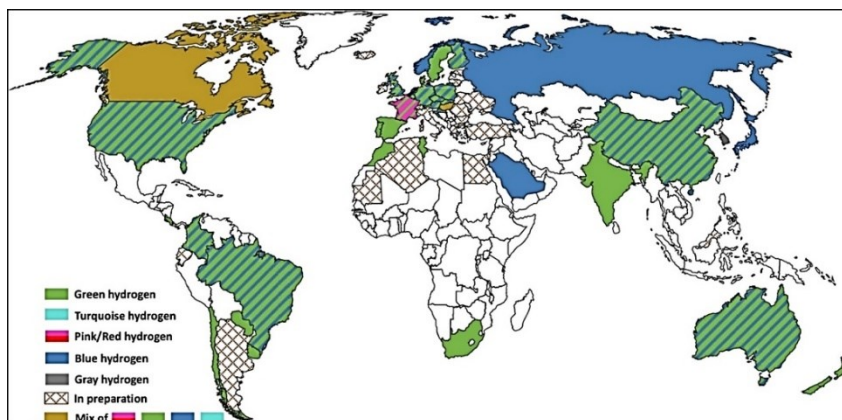 Green hydrogen
Turquoise hydrogen
Pink/Red hydrogen
Blue hydrogen
Gray hydrogen
In preparation
Mix of